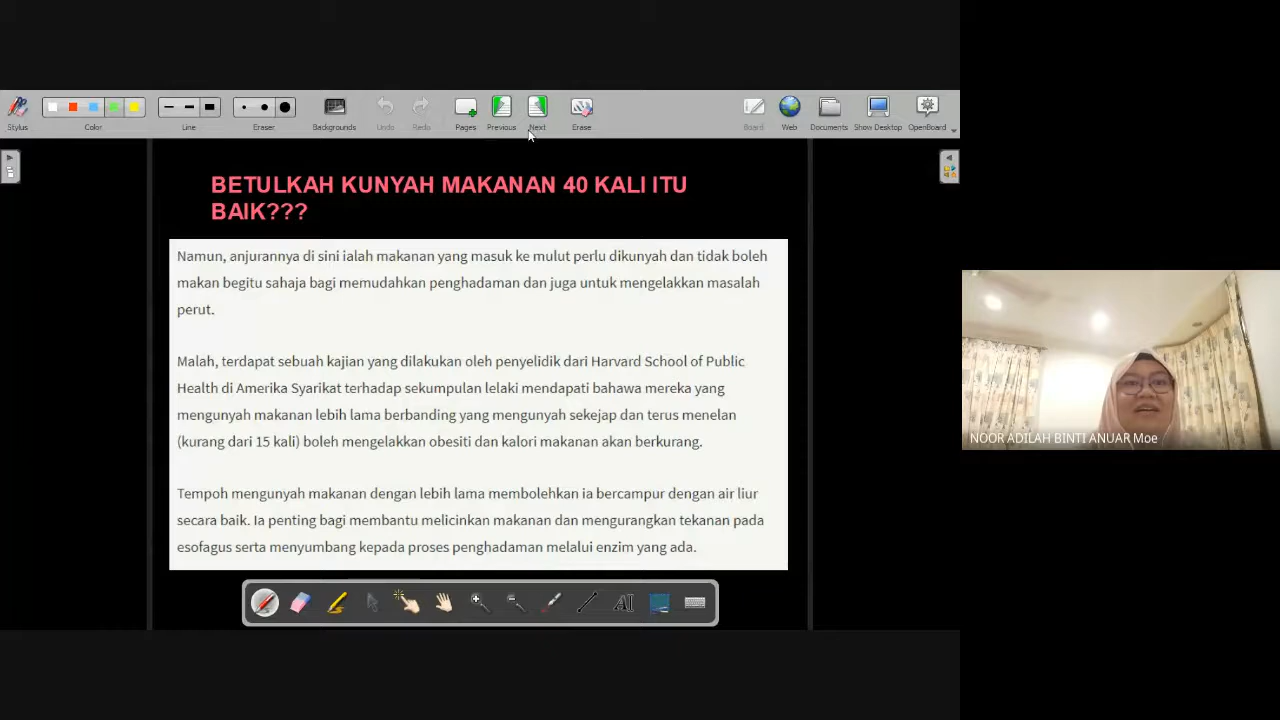 Stylus
Color
Line
Eraser
Backgrounds
Undo
Redo
Pages
Previous
Next
Erase
Board
Web
Documents
Show Desktop
OpenBoard
BETULKAH KUNYAH MAKANAN 40 KALI ITU
BAIK???
Namun, anjurannya di sini ialah makanan yang masuk ke mulut perlu dikunyah dan tidak boleh
makan begitu sahaja bagi memudahkan penghadaman dan juga untuk mengelakkan masalah
perut.
Malah, terdapat sebuah kajian yang dilakukan oleh penyelidik dari Harvard School of Public
Health di Amerika Syarikat terhadap sekumpulan lelaki mendapati bahawa mereka yang
mengunyah makanan lebih lama berbanding yang mengunyah sekejap dan terus menelan
(kurang dari 15 kali) boleh mengelakkan obesiti dan kalori makanan akan berkurang.
Tempoh mengunyah makanan dengan lebih lama membolehkan ia bercampur dengan air liur
secara baik. Ia penting bagi membantu melicinkan makanan dan mengurangkan tekanan pada
esofagus serta menyumbang kepada proses penghadaman melalui enzim yang ada.
AI
NOOR ADILAH BINTI ANUAR Moe